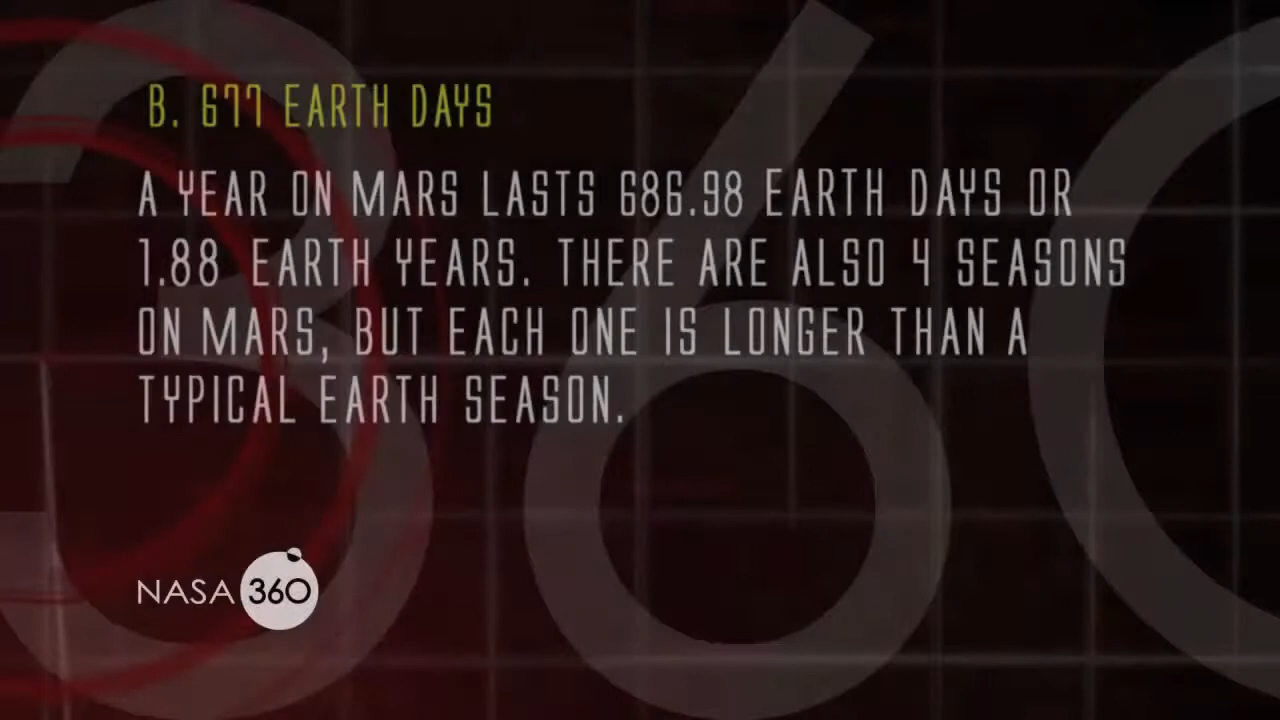 B. 677 EARTH DAYS
A YEAR ON MARS LASTS 686.98 EARTH DAYS OR
1.88 EARTH YEARS. THERE ARE ALSO 4 SEASONS
ON MARS, BUT EACH ONE IS LONGER THAN A
TYPICAL EARTH SEASON.
NASA 360
360